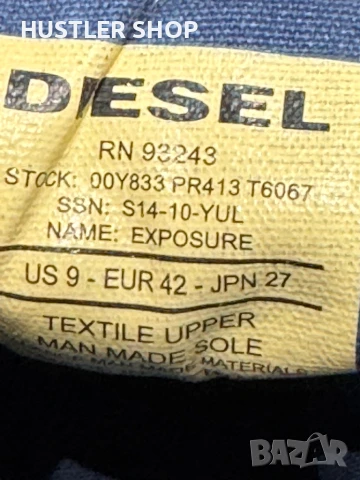 HUSTLER SHOP
DIESEL
RN 93243
STOCK: 00Y833 PR413 T6067
SSN: S14-10-YUL
NAME: EXPOSURE
US 9 - EUR 42 - JPN 27
TEXTILE UPPER
MAN MADE SOLE
MATERIALS
BAZAR